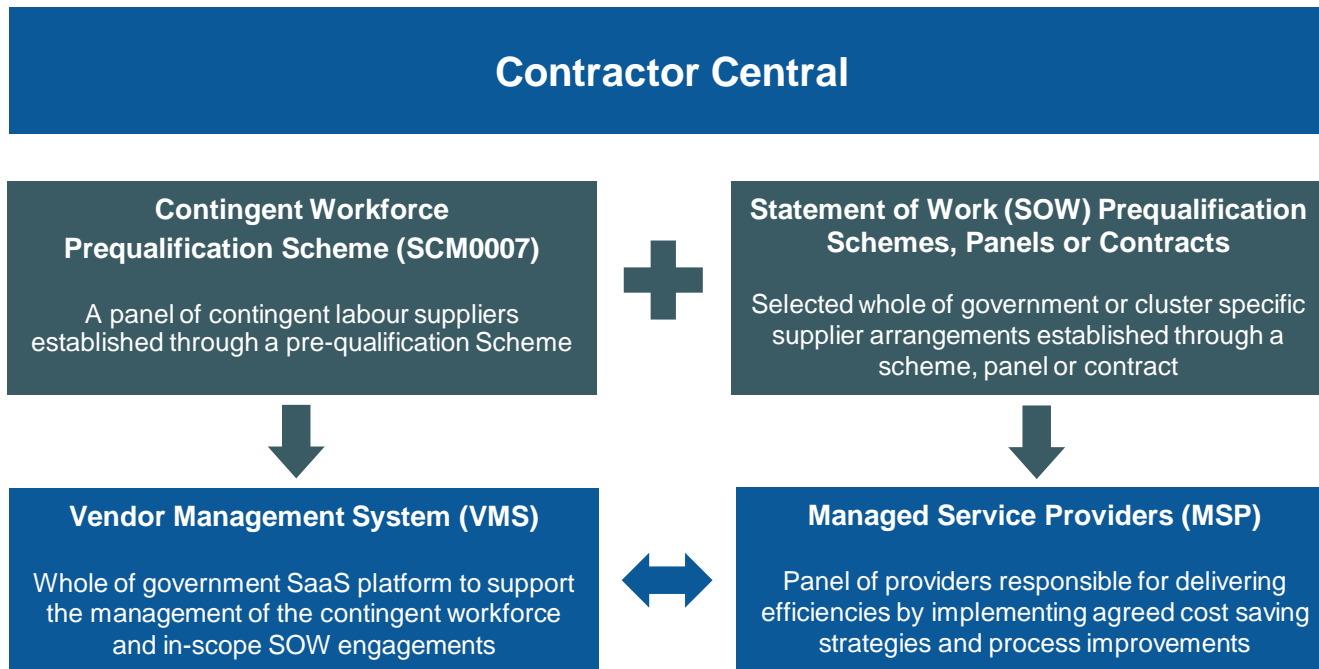 Contractor Central
Contingent Workforce
Prequalification Scheme (SCM0007)
A panel of contingent labour suppliers
established through a pre-qualification Scheme
Statement of Work (SOW) Prequalification
Schemes, Panels or Contracts
Selected whole of government or cluster specific
supplier arrangements established through a
scheme, panel or contract
Vendor Management System (VMS)
Whole of government SaaS platform to support
the management of the contingent workforce
and in-scope SOW engagements
Managed Service Providers (MSP)
Panel of providers responsible for delivering
efficiencies by implementing agreed cost saving
strategies and process improvements